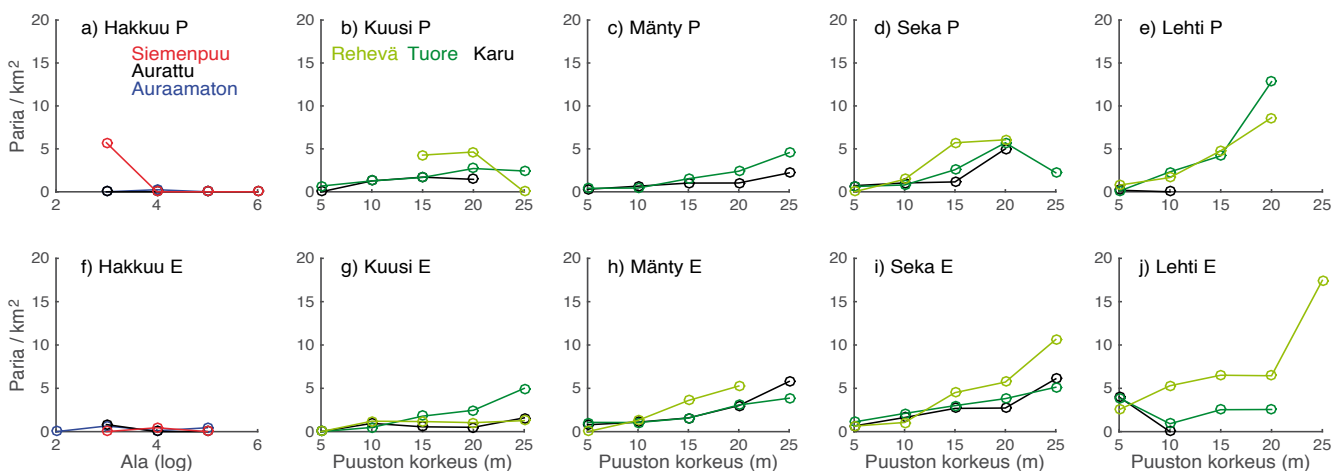 a) Hakkuu P
Siemenpuu
Aurattu
Auraamaton
Paria / km²
20
15
10
5
0
2 4 6
b) Kuusi P
Rehevä Tuore Karu
20
15
10
5
0
5 10 15 20 25
c) Mänty P
20
15
10
5
0
5 10 15 20 25
d) Seka P
20
15
10
5
0
5 10 15 20 25
e) Lehti P
20
15
10
5
0
5 10 15 20 25
f) Hakkuu E
Paria / km²
20
15
10
5
0
2 4 6
Ala (log)
g) Kuusi E
20
15
10
5
0
5 10 15 20 25
Puuston korkeus (m)
h) Mänty E
20
15
10
5
0
5 10 15 20 25
Puuston korkeus (m)
i) Seka E
20
15
10
5
0
5 10 15 20 25
Puuston korkeus (m)
j) Lehti E
20
15
10
5
0
5 10 15 20 25
Puuston korkeus (m)